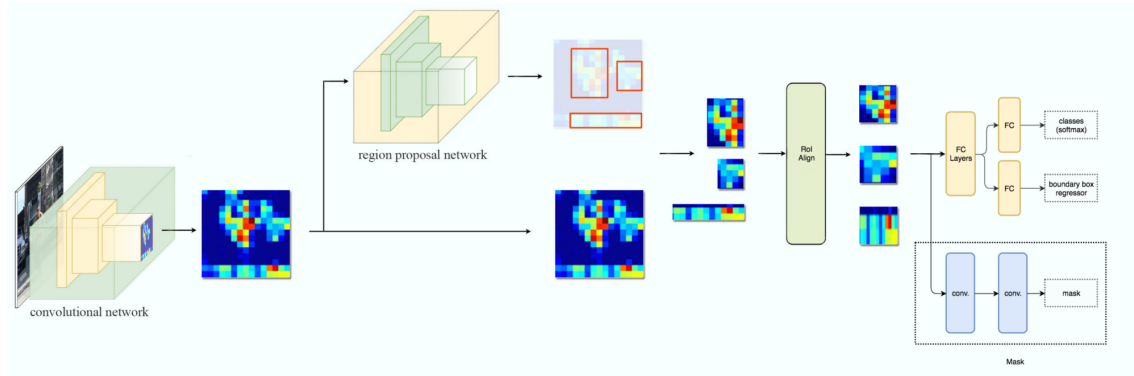 convolutional network
region proposal network
RoI
Align
FC
Layers
FC
classes
(softmax)
FC
boundary box
regressor
conv.
conv.
mask
Mask